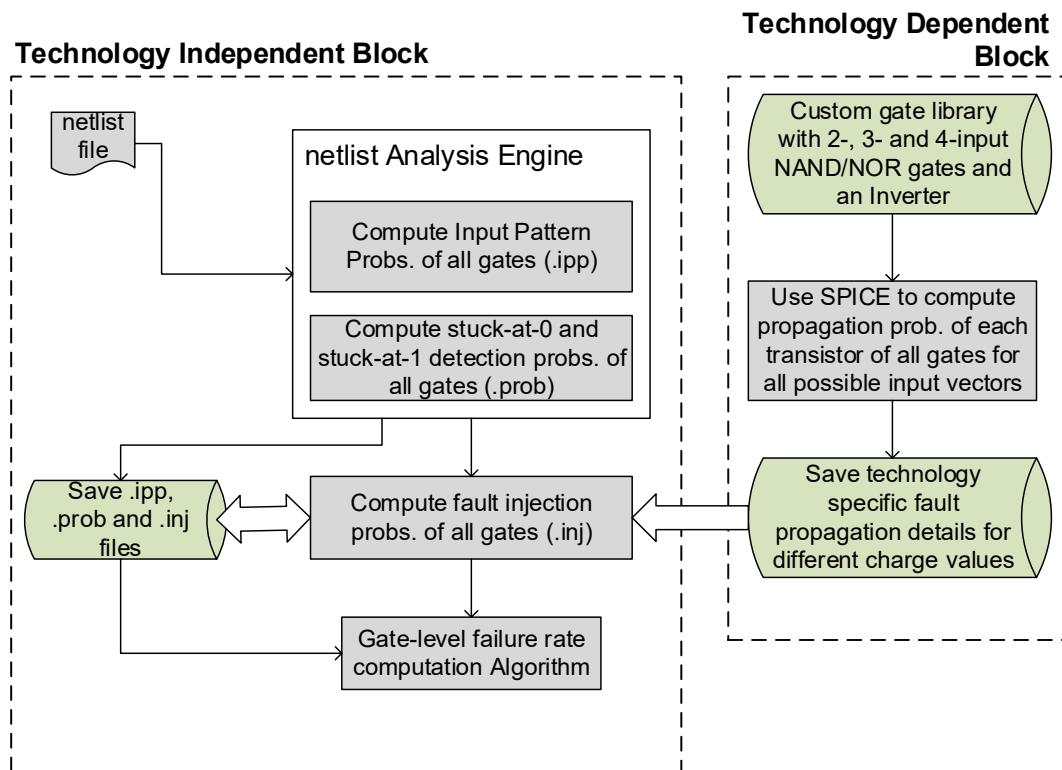 Technology Independent Block
Technology Dependent
Block
netlist
file
netlist Analysis Engine
Compute Input Pattern
Probs. of all gates (.ipp)
Compute stuck-at-0 and
stuck-at-1 detection probs. of
all gates (.prob)
Save .ipp,
.prob and .inj
files
Compute fault injection
probs. of all gates (.inj)
Gate-level failure rate
computation Algorithm
Custom gate library
with 2-, 3- and 4-input
NAND/NOR gates and
an Inverter
Use SPICE to compute
propagation prob. of each
transistor of all gates for
all possible input vectors
Save technology
specific fault
propagation details for
different charge values